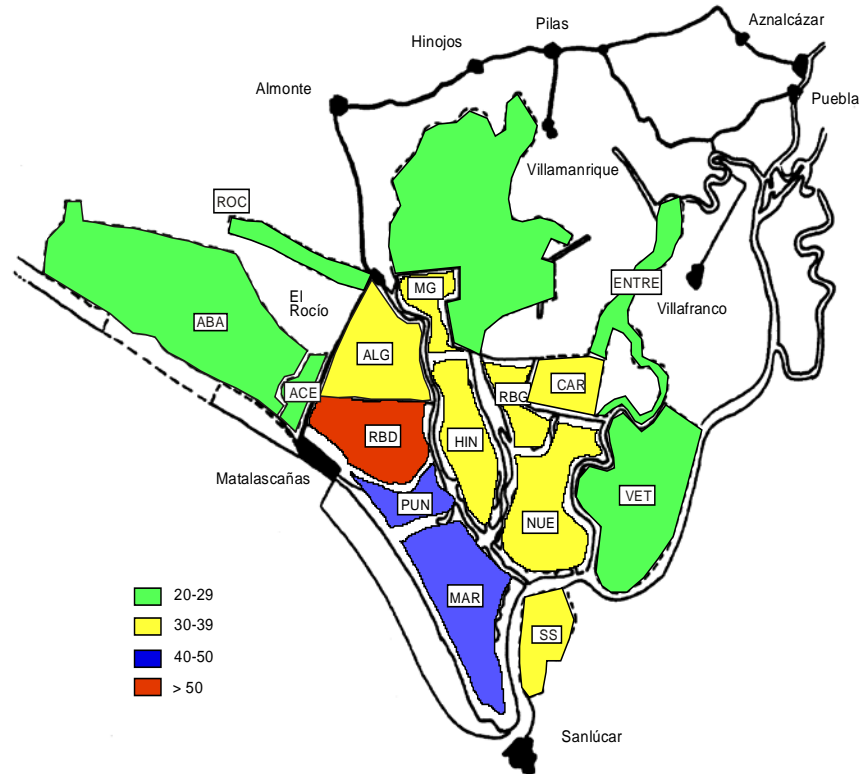 Aznalcázar
Pilas
Hinojos
Almonte
Puebla
Villamanrique
ROC
ENTRE
MG
El
Rocío
Villafranco
ABA
ALG
CAR
ACE
RBG
RBD
HIN
Matalascañas
VET
PUN
NUE
MAR
20-29
30-39
SS
40-50
> 50
Sanlúcar